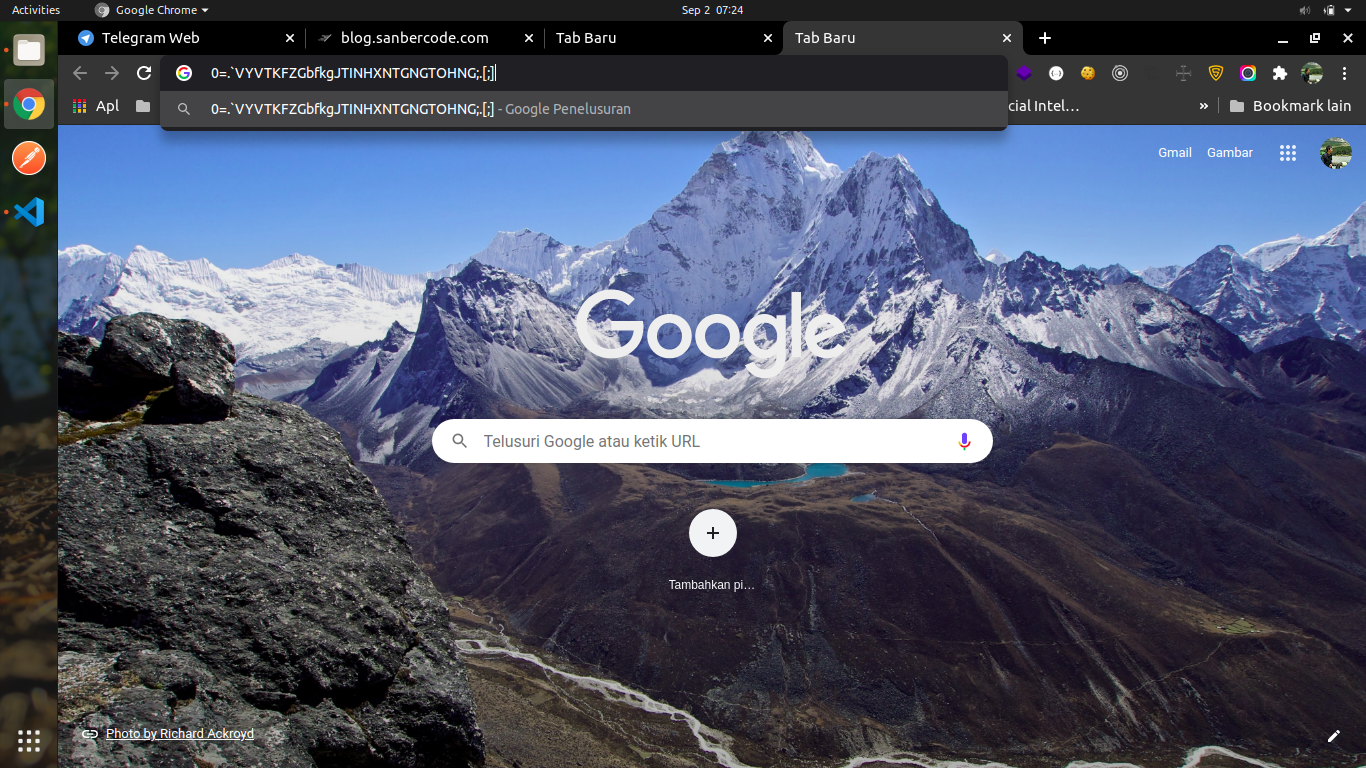 Activities Google Chrome Sep 2 07:24
Telegram Web blog.sanbercode.com Tab Baru Tab Baru
0=.`VYVTKFZGbfkgJTINHXNTGNGTOHNG;.[;]
Apl 0=.`VYVTKFZGbfkgJTINHXNTGNGTOHNG;.[;] - Google Penelusuran cial Intel… » Bookmark lain
Gmail Gambar
Google
Telusuri Google atau ketik URL
Tambahkan pi…
Photo by Richard Ackroyd